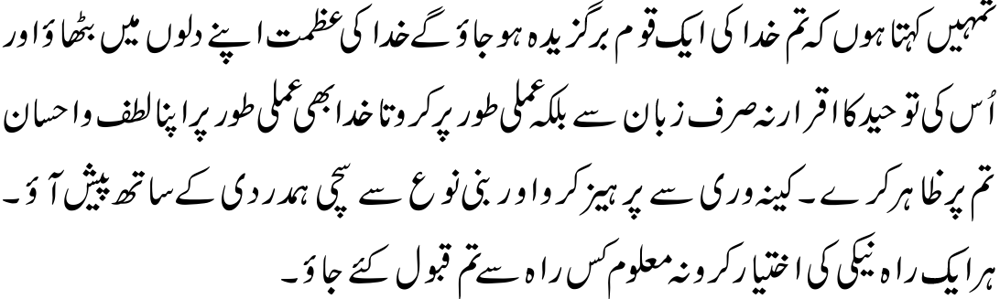 تمہیں کہتا ہوں کہ تم خدا کی ایک قوم برگزیدہ ہو جاؤ گے خدا کی عظمت اپنے دلوں میں بٹھاؤ اور
اُس کی توحید کا اقرار نہ صرف زبان سے بلکہ عملی طور پر کرو تا خدا بھی عملی طور پر اپنا لطف و احسان
تم پر ظاہر کرے۔ کینہ وری سے پرہیز کرو اور بنی نوع سے سچی ہمدردی کے ساتھ پیش آؤ۔
ہر ایک راہ نیکی کی اختیار کرو نہ معلوم کس راہ سے تم قبول کئے جاؤ۔